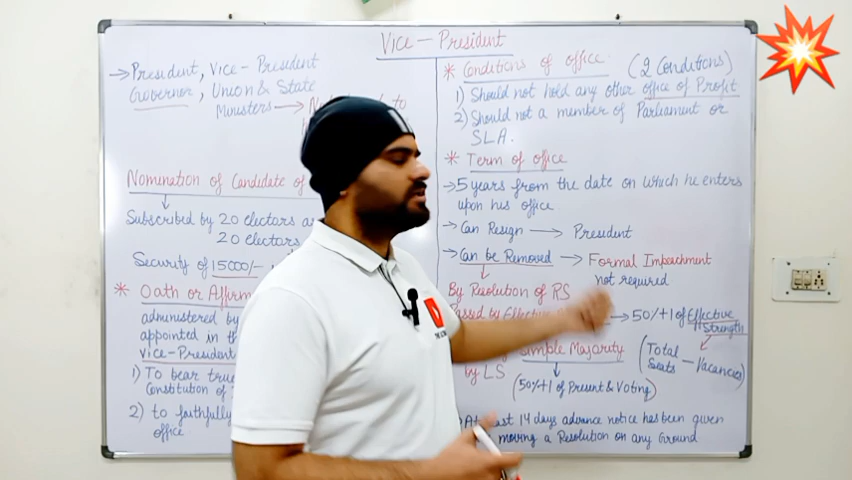 Vice - President
→ President, Vice-President
Governor, Union & State
Ministers → to
Nomination of Candidate of
Subscribed by 20 electors
20 electors
Security of 15000/-
* Oath or Affirm
administered by
appointed in th
Vice-President
1) To bear true
Constitution of
2) to faithfully
office
* Conditions of office: (2 Conditions)
1) Should not hold any other office of Profit
2) Should not a member of Parliament or
SLA.
* Term of office
→ 5 years from the date on which he enters
upon his office
→ Can Resign → President
→ Can be Removed → Formal Impeachment
not required
By Resolution of RS
Passed by Effective → 50%+1 of Effective
Strength
Simple Majority (Total Seats - Vacancies)
by LS
(50%+1 of Present & Voting)
14 days advance notice has been given
moving a Resolution on any Ground